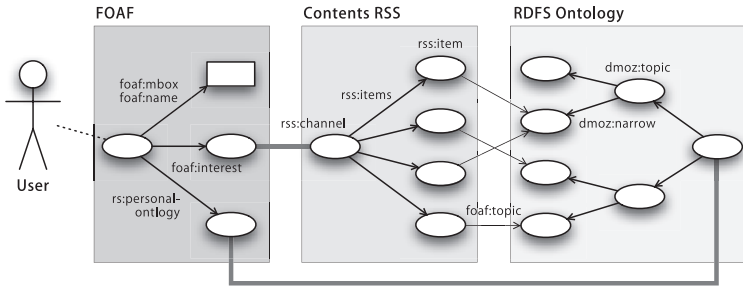 FOAF
Contents RSS
RDFS Ontology
rss:item
foaf:mbox
foaf:name
rss:items
dmoz:topic
rss:channel
dmoz:narrow
foaf:interest
User
rs:personal-
ontlogy
foaf:topic